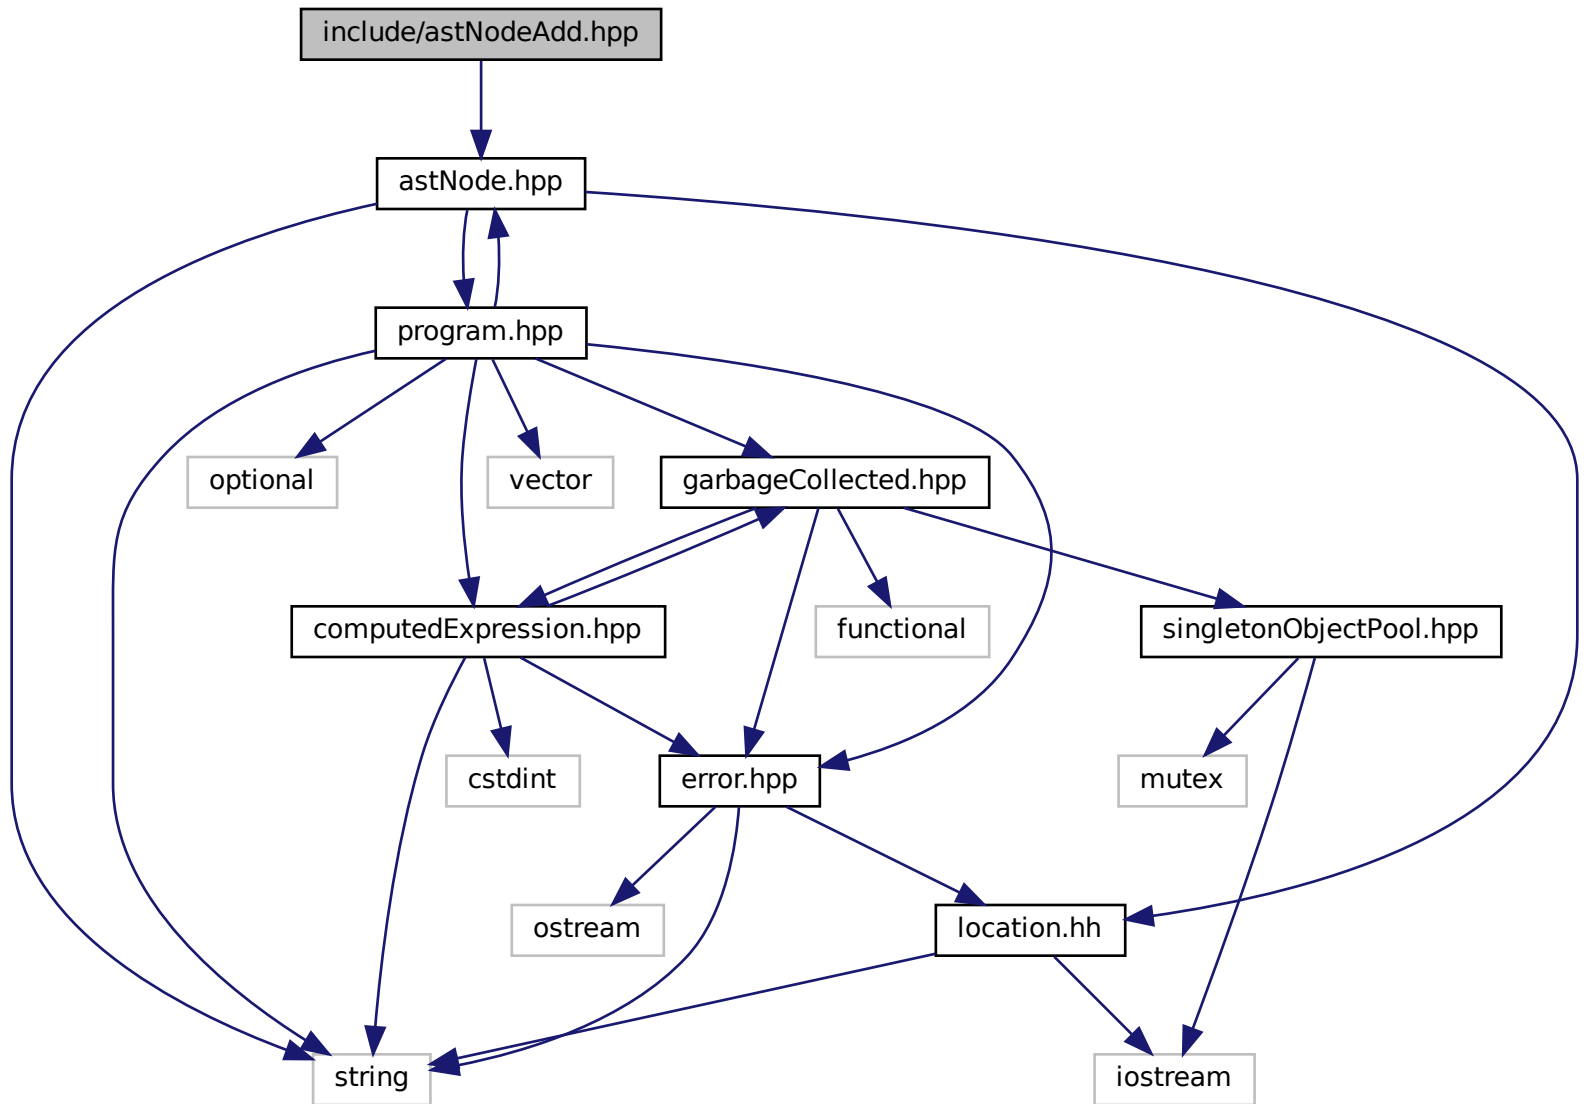 include/astNodeAdd.hpp
astNode.hpp
program.hpp
optional
vector
garbageCollected.hpp
computedExpression.hpp
functional
singletonObjectPool.hpp
cstdint
error.hpp
mutex
ostream
location.hh
string
iostream